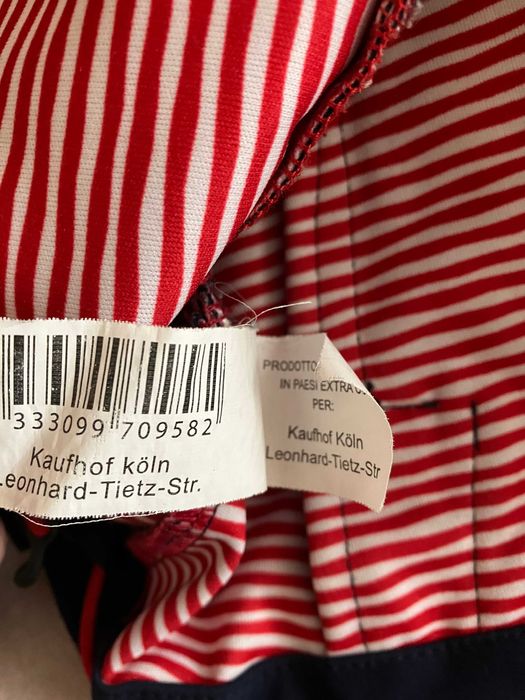 333099 709582
Kaufhof köln
Leonhard-Tietz-Str.
PRODOTTO
IN PAESI EXTRA
PER:
Kaufhof Köln
Leonhard-Tietz-Str